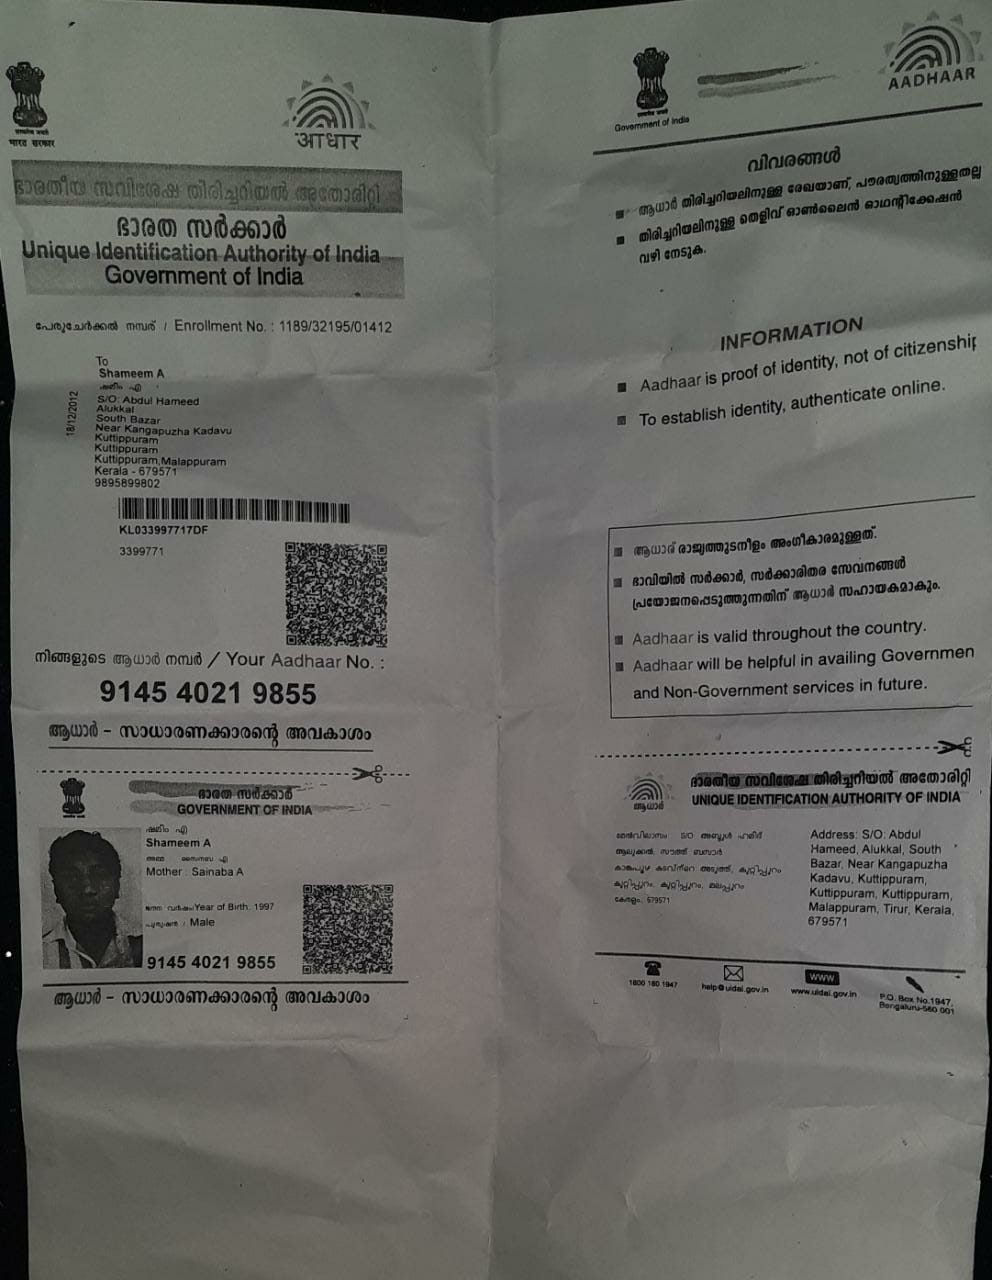 सत्यमेव जयते
भारत सरकार
आधार
ഭാരതീയ സവിശേഷ തിരിച്ചറിയൽ അതോറിറ്റി
ഭാരത സർക്കാർ
Unique Identification Authority of India
Government of India
പേരുചേർക്കൽ നമ്പര് / Enrollment No. : 1189/32195/01412
18/12/2012
To
Shameem A
ഷമീം എ
S/O: Abdul Hameed
Alukkal
South Bazar
Near Kangapuzha Kadavu
Kuttippuram
Kuttippuram
Kuttippuram,Malappuram
Kerala - 679571
9895899802
KL033997717DF
3399771
നിങ്ങളുടെ ആധാർ നമ്പർ / Your Aadhaar No. :
9145 4021 9855
ആധാർ – സാധാരണക്കാരന്റെ അവകാശം
ഭാരത സർക്കാർ
GOVERNMENT OF INDIA
ഷമീം എ
Shameem A
അമ്മ സൈനബ എ
Mother : Sainaba A
ജനന വര്‍ഷം/Year of Birth: 1997
പുരുഷന്‍ / Male
9145 4021 9855
ആധാർ – സാധാരണക്കാരന്റെ അവകാശം
Government of India
AADHAAR
വിവരങ്ങൾ
■ ആധാർ തിരിച്ചറിയലിനുള്ള രേഖയാണ്, പൗരത്വത്തിനുള്ളതല്ല
■ തിരിച്ചറിയലിനുള്ള തെളിവ് ഓൺലൈൻ ഓഥന്റിക്കേഷൻ
വഴി നേടുക.
INFORMATION
■ Aadhaar is proof of identity, not of citizenship
■ To establish identity, authenticate online.
■ ആധാര് രാജ്യത്തുടനീളം അംഗീകാരമുള്ളത്.
■ ഭാവിയിൽ സർക്കാർ, സർക്കാരിതര സേവനങ്ങൾ
പ്രയോജനപ്പെടുത്തുന്നതിന് ആധാർ സഹായകമാകും.
■ Aadhaar is valid throughout the country.
■ Aadhaar will be helpful in availing Governmen
and Non-Government services in future.
ആധാർ
ഭാരതീയ സവിശേഷ തിരിച്ചറിയൽ അതോറിറ്റി
UNIQUE IDENTIFICATION AUTHORITY OF INDIA
മേൽവിലാസം S/O അബ്ദുൾ ഹമീദ്
ആലുക്കൽ, സൗത്ത് ബസാർ
കാങ്കപുഴ കടവിന്റെ അടുത്ത്, കുറ്റിപ്പുറം
കുറ്റിപ്പുറം, കുറ്റിപ്പുറം, മലപ്പുറം
കേരളം, 679571
Address: S/O: Abdul
Hameed, Alukkal, South
Bazar, Near Kangapuzha
Kadavu, Kuttippuram,
Kuttippuram, Kuttippuram,
Malappuram, Tirur, Kerala,
679571
1800 180 1947
help@uidai.gov.in
WWW
www.uidai.gov.in
P.O. Box No.1947,
Bengaluru-560 001